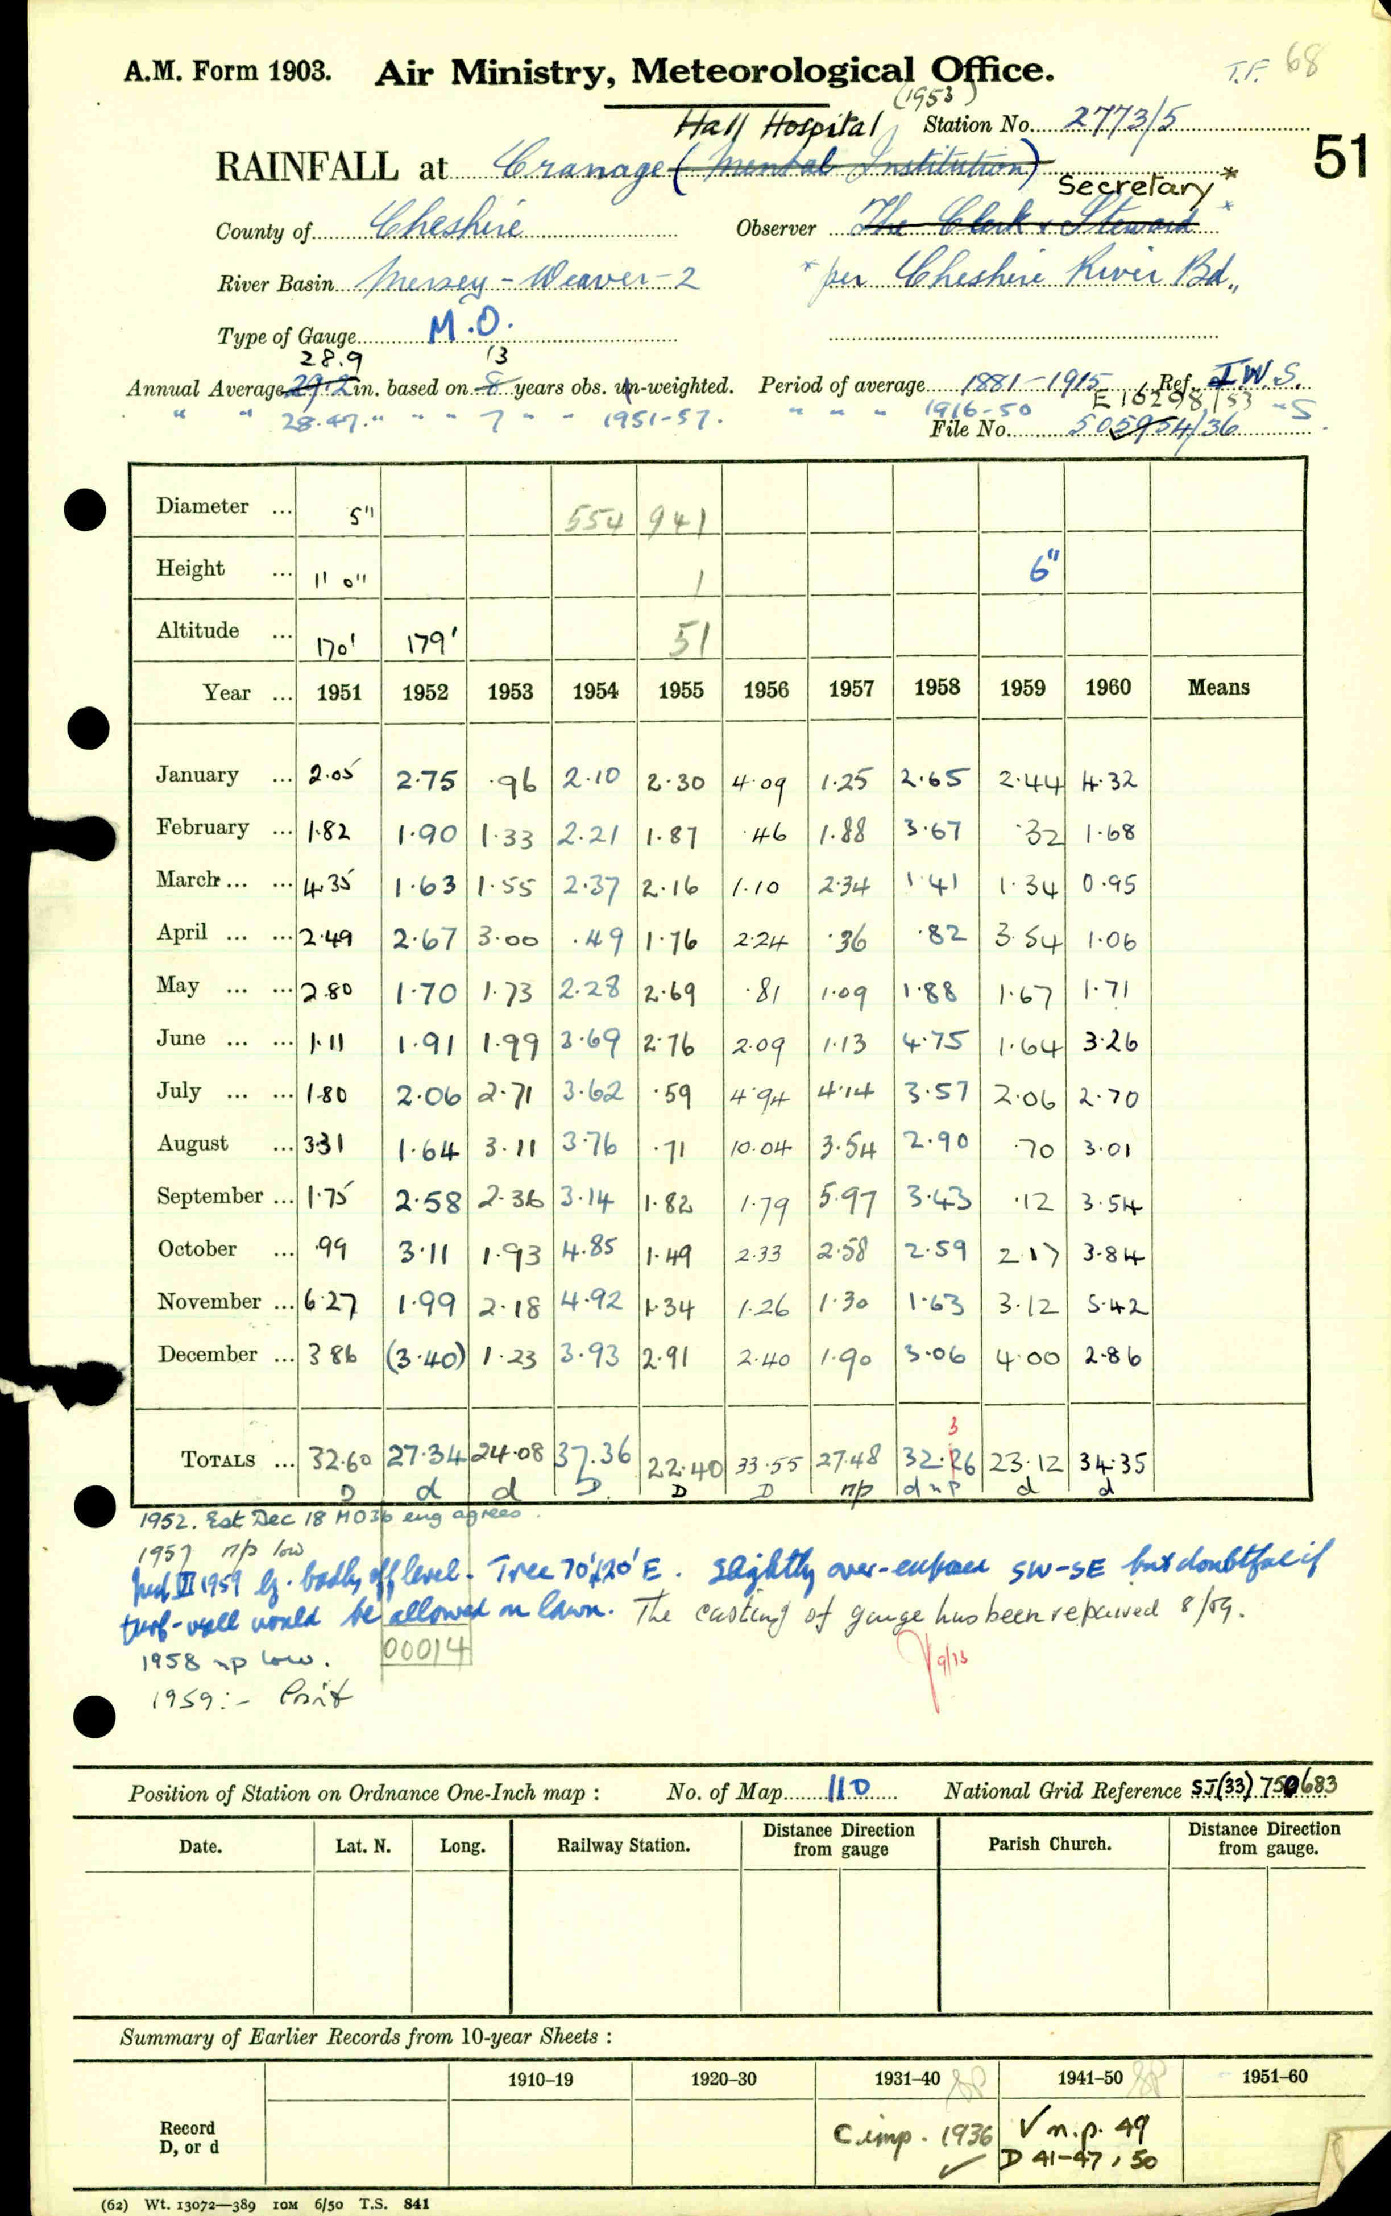 A.M. Form 1903. Air Ministry, Meteorological Office. T.F. 68
(1953)
Hall Hospital Station No. 2773/5
51
RAINFALL at Cranage (Mental Institution)
Secretary *
County of Cheshire Observer The Clerk & Steward *
River Basin Mersey - Weaver - 2 * per Cheshire River Bd.,
Type of Gauge M.O.
28.9 13
Annual Average 29.2 in. based on 8 years obs. un-weighted. Period of average 1881-1915 Ref. I.W.S.
" " 28.47." " " 7 " " 1951-57. " " " 1916-50 E 16298/53 " S
File No. 505954/36
Diameter ... 5" 554 941
Height ... 1' 0" 1 6"
Altitude ... 170' 179' 51
Year ... 1951 1952 1953 1954 1955 1956 1957 1958 1959 1960 Means
January ... 2.05 2.75 .96 2.10 2.30 4.09 1.25 2.65 2.44 4.32
February ... 1.82 1.90 1.33 2.21 1.87 .46 1.88 3.67 .32 1.68
March ... ... 4.35 1.63 1.55 2.37 2.16 1.10 2.34 1.41 1.34 0.95
April ... ... 2.49 2.67 3.00 .49 1.76 2.24 .36 .82 3.54 1.06
May ... ... 2.80 1.70 1.73 2.28 2.69 .81 1.09 1.88 1.67 1.71
June ... ... 1.11 1.91 1.99 3.69 2.76 2.09 1.13 4.75 1.64 3.26
July ... ... 1.80 2.06 2.71 3.62 .59 4.94 4.14 3.57 2.06 2.70
August ... 3.31 1.64 3.11 3.76 .71 10.04 3.54 2.90 .70 3.01
September ... 1.75 2.58 2.36 3.14 1.82 1.79 5.97 3.43 .12 3.54
October ... .99 3.11 1.93 4.85 1.49 2.33 2.58 2.59 2.17 3.84
November ... 6.27 1.99 2.18 4.92 1.34 1.26 1.30 1.63 3.12 5.42
December ... 3.86 (3.40) 1.23 3.93 2.91 2.40 1.90 3.06 4.00 2.86
3
TOTALS ... 32.60 27.34 24.08 37.36 22.40 33.55 27.48 32.26 23.12 34.35
D d d D D D n/p d n p d d
1952. Est Dec 18 MO3b eng agrees.
1957 n/p low
VII 1959 G. badly off level. Tree 70' 120' E. Slightly over-exposed SW-SE but doubtful if
turf-wall would be allowed on lawn. The casting of gauge has been repaired 8/59.
1958 np low. 00014 9/13
1959 :-
Position of Station on Ordnance One-Inch map : No. of Map 110 National Grid Reference SJ(33) 750683
Date. Lat. N. Long. Railway Station. Distance from Direction gauge Parish Church. Distance from Direction gauge.
Summary of Earlier Records from 10-year Sheets :
1910-19 1920-30 1931-40 1941-50 1951-60
Record D, or d C.imp. 1936 ✓ ✓ n.p. 49
D 41-47, 50
(62) Wt. 13072—389 10M 6/50 T.S. 841